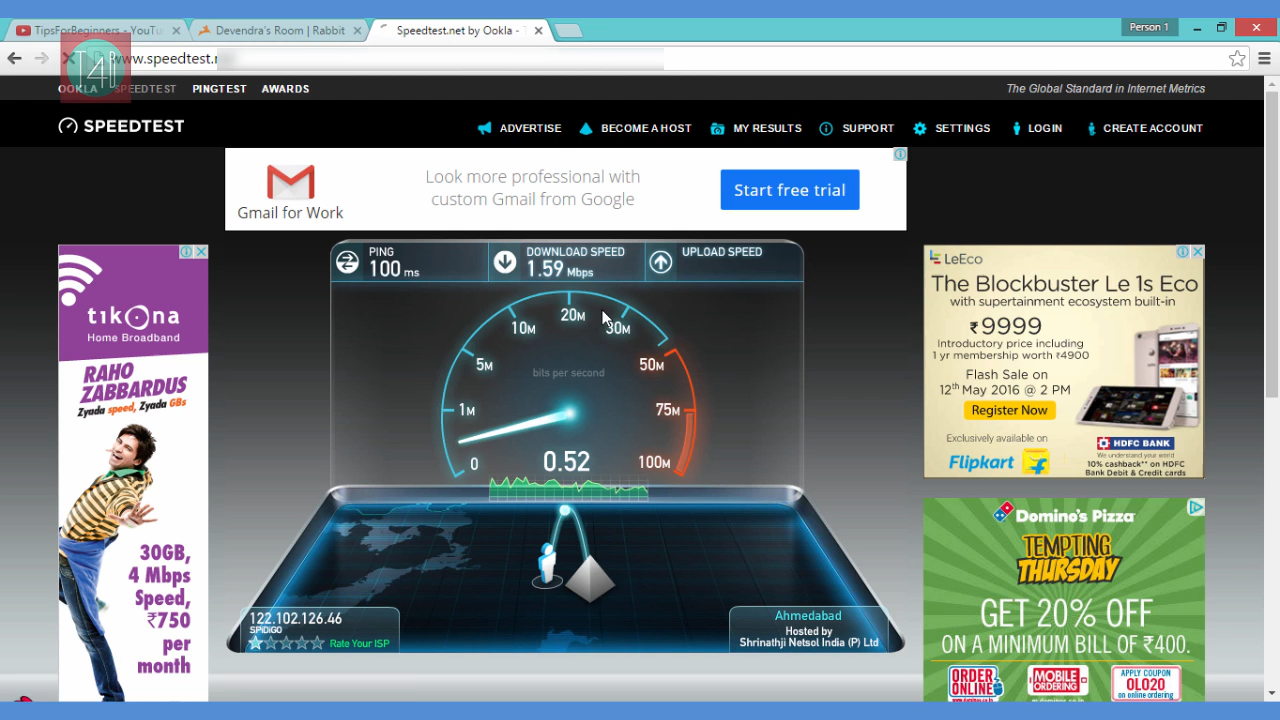 TipsForBeginners - YouTu
Devendra's Room | Rabbit
Speedtest.net by Ookla - T
Person 1
www.speedtest.n
T4P
OOKLA SPEEDTEST PINGTEST AWARDS
The Global Standard in Internet Metrics
SPEEDTEST
ADVERTISE BECOME A HOST MY RESULTS SUPPORT SETTINGS LOGIN CREATE ACCOUNT
Gmail for Work
Look more professional with
custom Gmail from Google
Start free trial
tikona
Home Broadband
RAHO
ZABBARDUS
Zyada speed, Zyada GBs
30GB,
4 Mbps
Speed,
₹750
per
month
PING
100 ms
DOWNLOAD SPEED
1.59 Mbps
UPLOAD SPEED
0
1M
5M
10M
20M
30M
50M
75M
100M
bits per second
0.52
122.102.126.46
SPiDiGO
Rate Your ISP
Ahmedabad
Hosted by
Shrinathji Netsol India (P) Ltd
LeEco
The Blockbuster Le 1s Eco
with supertainment ecosystem built-in
₹9999
Introductory price including
1 yr membership worth ₹4900
Flash Sale on
12th May 2016 @ 2 PM
Register Now
Exclusively available on
Flipkart
HDFC BANK
We understand your world
10% cashback** on HDFC
Bank Debit & Credit cards
Domino's Pizza
TEMPTING
THURSDAY
GET 20% OFF
ON A MINIMUM BILL OF ₹400.
ORDER
ONLINE
MOBILE
ORDERING
APPLY COUPON
OLO20
on online ordering